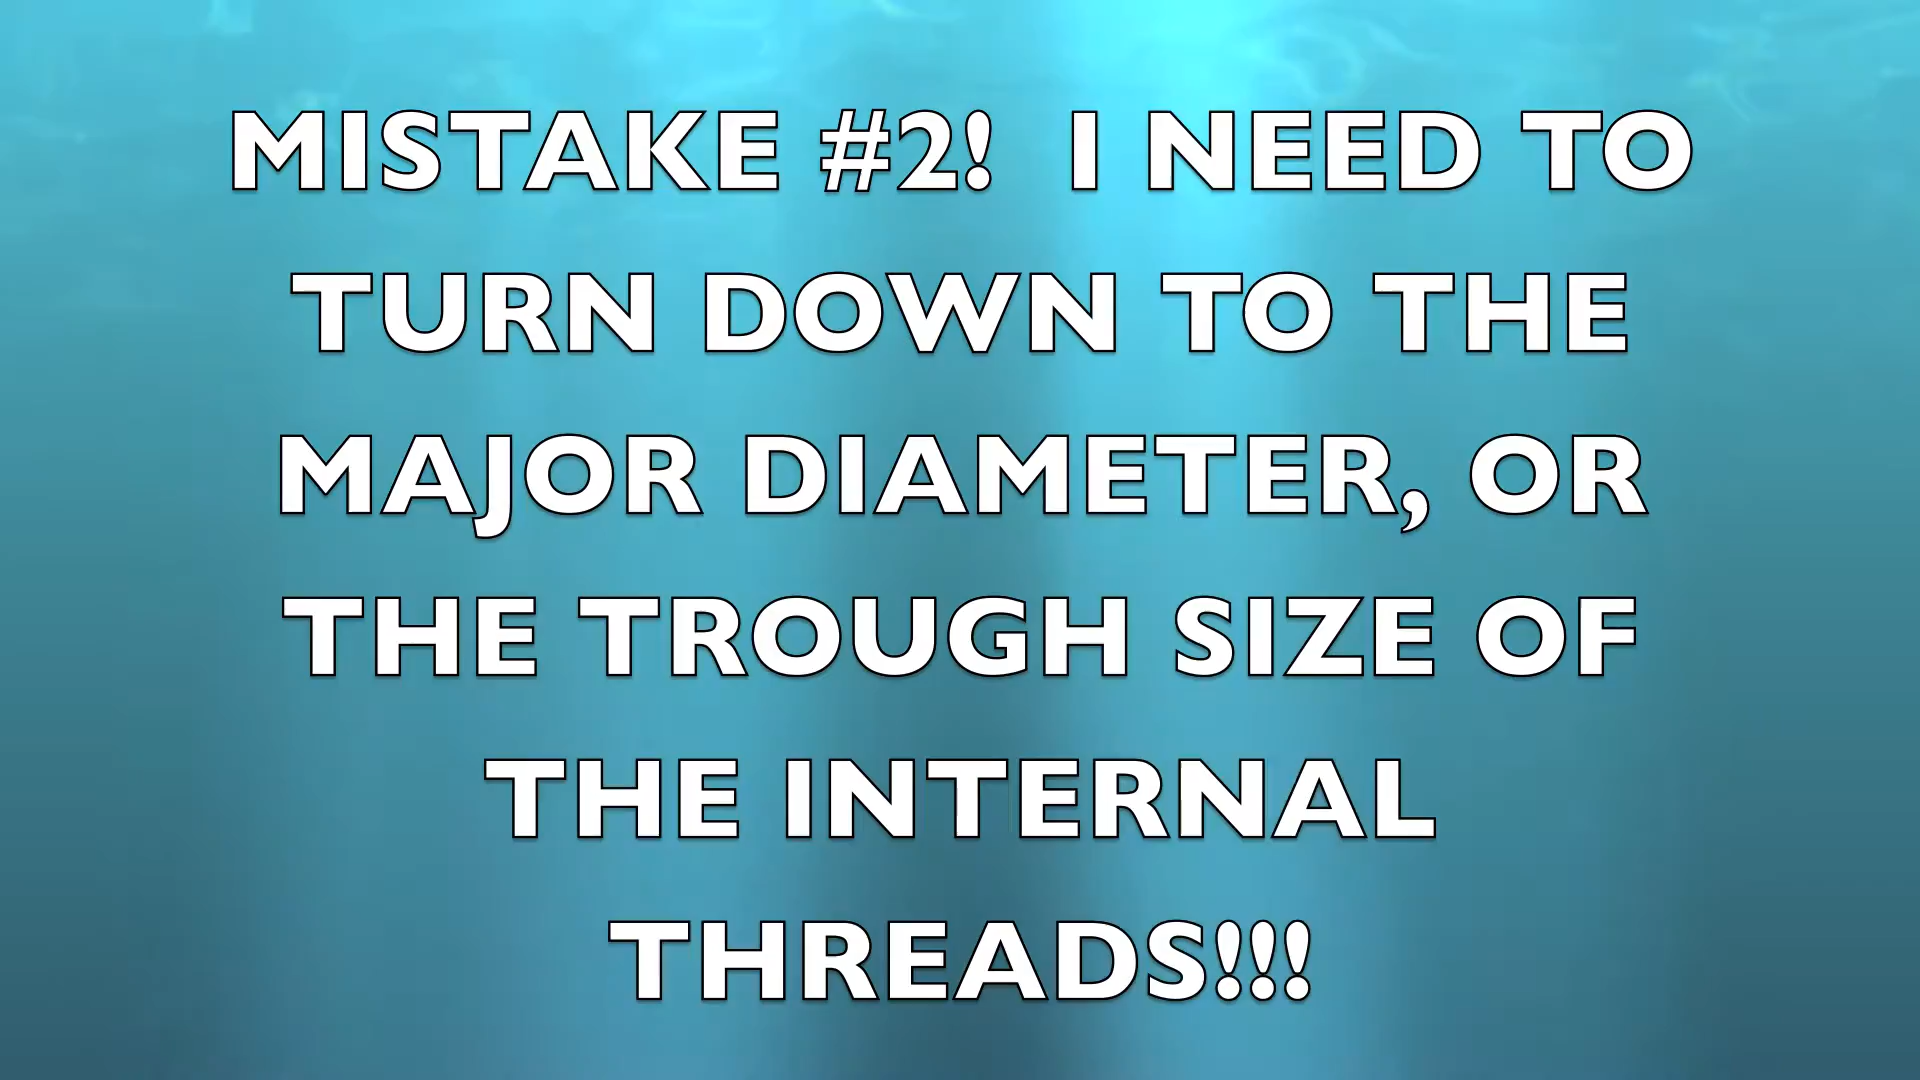 MISTAKE #2!  I NEED TO
TURN DOWN TO THE
MAJOR DIAMETER, OR
THE TROUGH SIZE OF
THE INTERNAL
THREADS!!!